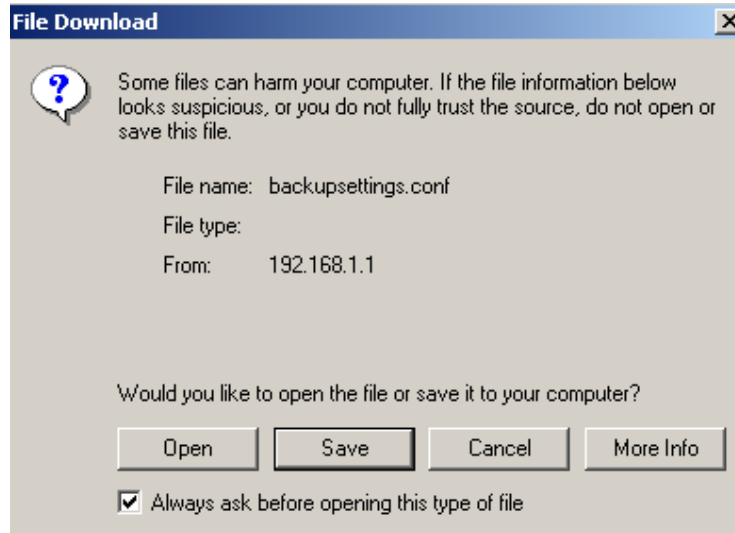 File Download
Some files can harm your computer. If the file information below
looks suspicious, or you do not fully trust the source, do not open or
save this file.
File name: backupsettings.conf
File type:
From: 192.168.1.1
Would you like to open the file or save it to your computer?
Open Save Cancel More Info
Always ask before opening this type of file